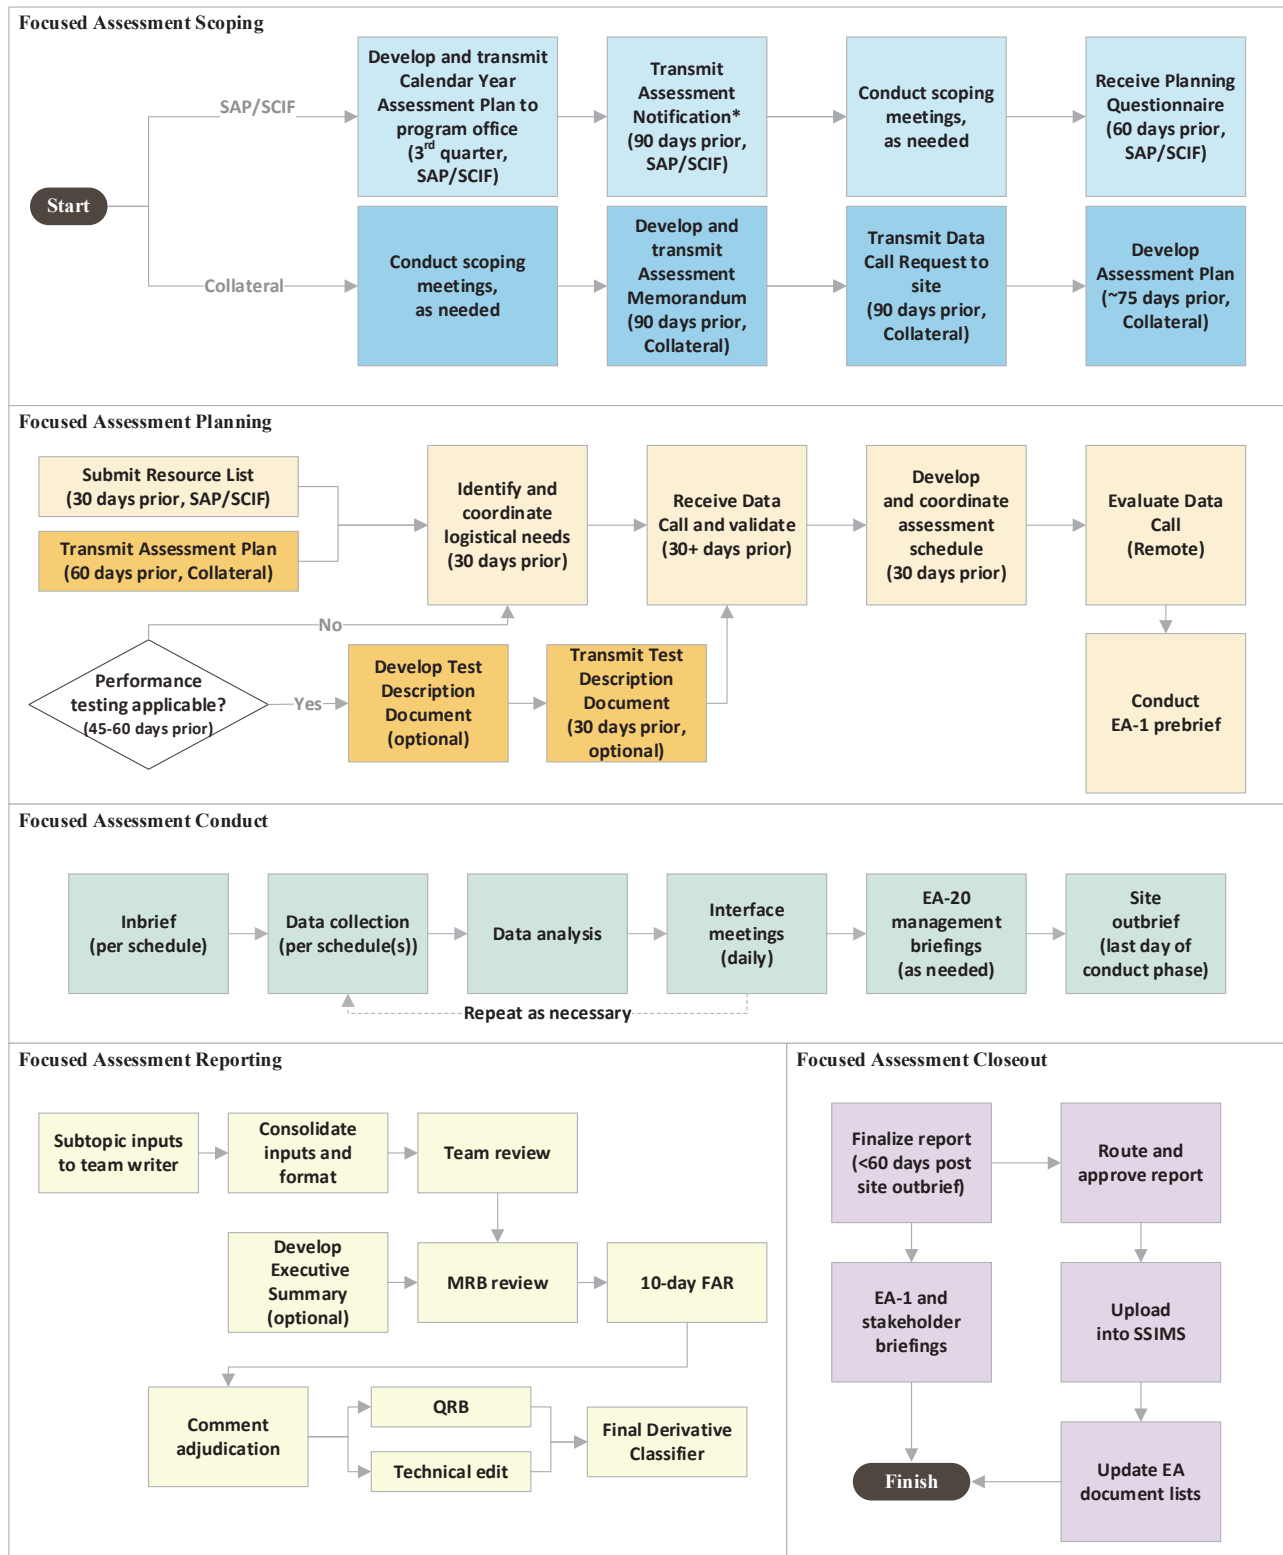 Focused Assessment Scoping
SAP/SCIF
Develop and transmit
Calendar Year
Assessment Plan to
program office
(3rd quarter,
SAP/SCIF)
Transmit
Assessment
Notification*
(90 days prior,
SAP/SCIF)
Conduct scoping
meetings,
as needed
Receive Planning
Questionnaire
(60 days prior,
SAP/SCIF)
Start
Collateral
Conduct scoping
meetings,
as needed
Develop and
transmit
Assessment
Memorandum
(90 days prior,
Collateral)
Transmit Data
Call Request to
site
(90 days prior,
Collateral)
Develop
Assessment Plan
(~75 days prior,
Collateral)
Focused Assessment Planning
Submit Resource List
(30 days prior, SAP/SCIF)
Transmit Assessment Plan
(60 days prior, Collateral)
Identify and
coordinate
logistical needs
(30 days prior)
Receive Data
Call and validate
(30+ days prior)
Develop
and coordinate
assessment
schedule
(30 days prior)
Evaluate Data
Call
(Remote)
No
Performance
testing applicable?
(45-60 days prior)
Yes
Develop Test
Description
Document
(optional)
Transmit Test
Description
Document
(30 days prior,
optional)
Conduct
EA-1 prebrief
Focused Assessment Conduct
Inbrief
(per schedule)
Data collection
(per schedule(s))
Data analysis
Interface
meetings
(daily)
EA-20
management
briefings
(as needed)
Site
outbrief
(last day of
conduct phase)
Repeat as necessary
Focused Assessment Reporting
Subtopic inputs
to team writer
Consolidate
inputs and
format
Team review
Develop
Executive
Summary
(optional)
MRB review
10-day FAR
Comment
adjudication
QRB
Technical edit
Final Derivative
Classifier
Focused Assessment Closeout
Finalize report
(<60 days post
site outbrief)
Route and
approve report
EA-1 and
stakeholder
briefings
Upload
into SSIMS
Finish
Update EA
document lists